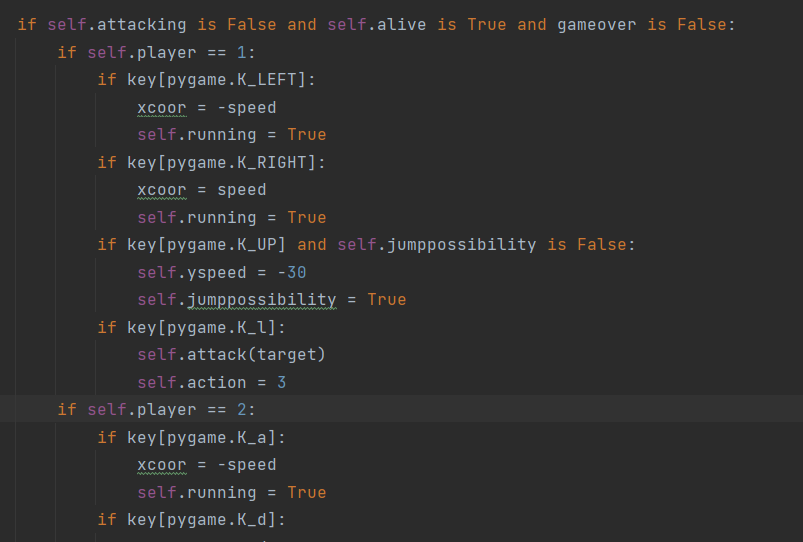 if self.attacking is False and self.alive is True and gameover is False:
    if self.player == 1:
        if key[pygame.K_LEFT]:
            xcoor = -speed
            self.running = True
        if key[pygame.K_RIGHT]:
            xcoor = speed
            self.running = True
        if key[pygame.K_UP] and self.jumppossibility is False:
            self.yspeed = -30
            self.jumppossibility = True
        if key[pygame.K_l]:
            self.attack(target)
            self.action = 3
    if self.player == 2:
        if key[pygame.K_a]:
            xcoor = -speed
            self.running = True
        if key[pygame.K_d]: